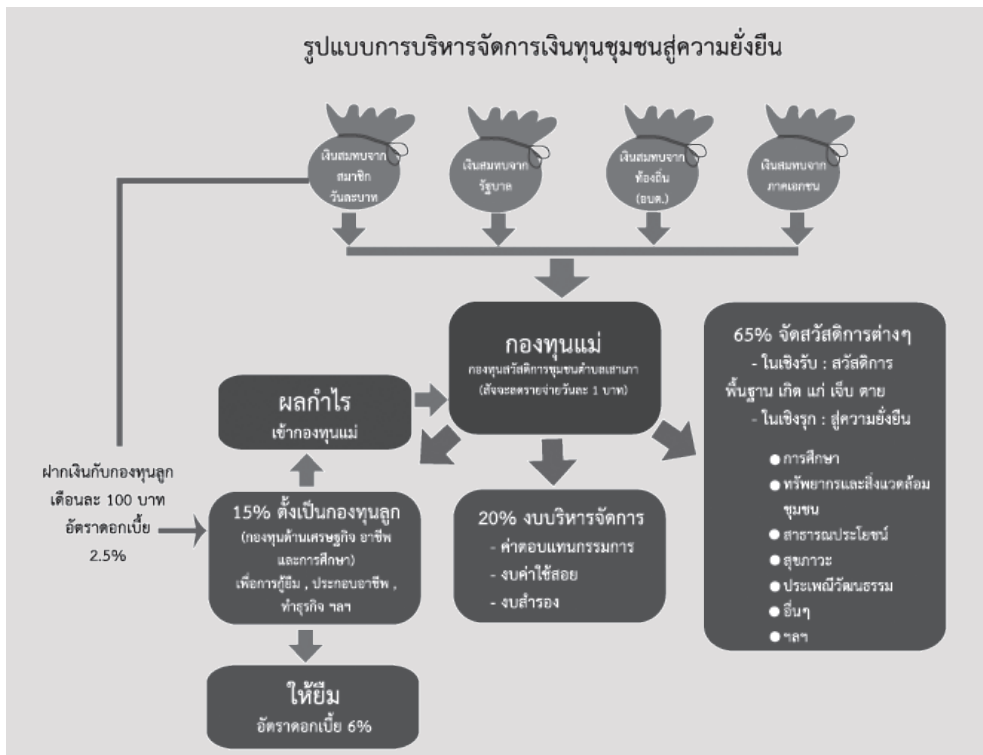 รูปแบบการบริหารจัดการเงินทุนชุมชนสู่ความยั่งยืน
เงินสมทบจาก
สมาชิก
วันละบาท
เงินสมทบจาก
รัฐบาล
เงินสมทบจาก
ท้องถิ่น
(อบต.)
เงินสมทบจาก
ภาคเอกชน
กองทุนแม่
กองทุนสวัสดิการชุมชนตำบลเสาเภา
(สัจจะลดรายจ่ายวันละ 1 บาท)
ผลกำไร
เข้ากองทุนแม่
ฝากเงินกับกองทุนลูก
เดือนละ 100 บาท
อัตราดอกเบี้ย
2.5%
15% ตั้งเป็นกองทุนลูก
(กองทุนด้านเศรษฐกิจ อาชีพ
และการศึกษา)
เพื่อการกู้ยืม , ประกอบอาชีพ ,
ทำธุรกิจ ฯลฯ
ให้ยืม
อัตราดอกเบี้ย 6%
20% งบบริหารจัดการ
- ค่าตอบแทนกรรมการ
- งบค่าใช้สอย
- งบสำรอง
65% จัดสวัสดิการต่างๆ
- ในเชิงรับ : สวัสดิการ
พื้นฐาน เกิด แก่ เจ็บ ตาย
- ในเชิงรุก : สู่ความยั่งยืน
● การศึกษา
● ทรัพยากรและสิ่งแวดล้อม
ชุมชน
● สาธารณประโยชน์
● สุขภาวะ
● ประเพณีวัฒนธรรม
● อื่นๆ
● ฯลฯ